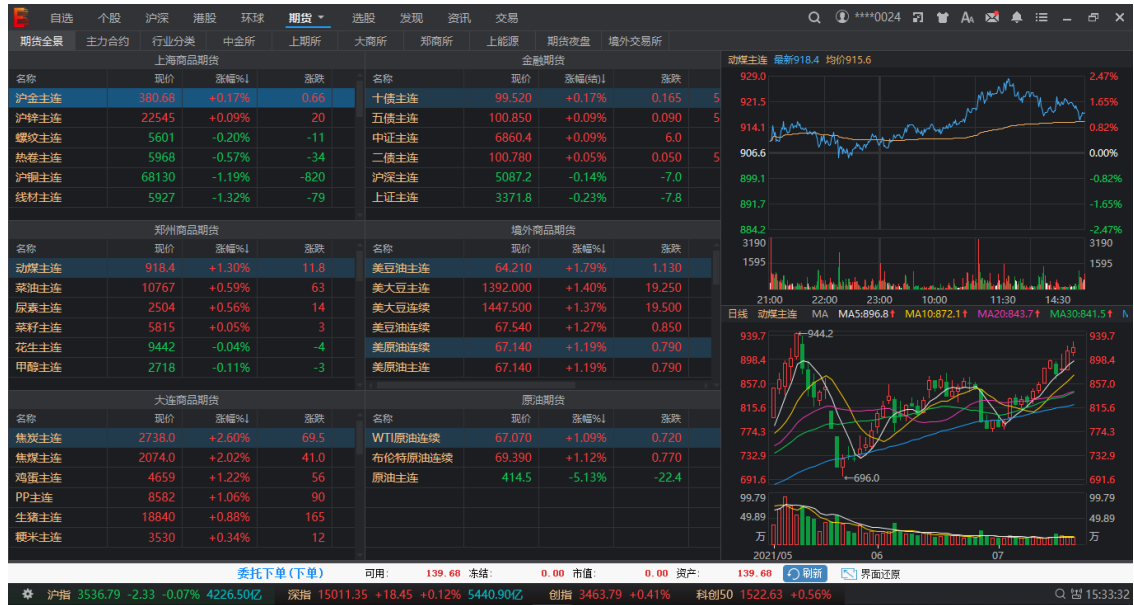 E 自选 个股 沪深 港股 环球 期货 选股 发现 资讯 交易 ****0024
期货全景 主力合约 行业分类 中金所 上期所 大商所 郑商所 上能源 期货夜盘 境外交易所
上海商品期货
名称 现价 涨幅%↓ 涨跌
沪金主连 380.68 +0.17% 0.66
沪锌主连 22545 +0.09% 20
螺纹主连 5601 -0.20% -11
热卷主连 5968 -0.57% -34
沪铜主连 68130 -1.19% -820
线材主连 5927 -1.32% -79
金融期货
名称 现价 涨幅(结)↓ 涨跌
十债主连 99.520 +0.17% 0.165 5
五债主连 100.850 +0.09% 0.090 5
中证主连 6860.4 +0.09% 6.0
二债主连 100.780 +0.05% 0.050 5
沪深主连 5087.2 -0.14% -7.0
上证主连 3371.8 -0.23% -7.8
郑州商品期货
名称 现价 涨幅%↓ 涨跌
动煤主连 918.4 +1.30% 11.8
菜油主连 10767 +0.59% 63
尿素主连 2504 +0.56% 14
菜籽主连 5815 +0.05% 3
花生主连 9442 -0.04% -4
甲醇主连 2718 -0.11% -3
境外商品期货
名称 现价 涨幅%↓ 涨跌
美豆油主连 64.210 +1.79% 1.130
美大豆主连 1392.000 +1.40% 19.250
美大豆连续 1447.500 +1.37% 19.500
美豆油连续 67.540 +1.27% 0.850
美原油连续 67.140 +1.19% 0.790
美原油主连 67.140 +1.19% 0.790
大连商品期货
名称 现价 涨幅%↓ 涨跌
焦炭主连 2738.0 +2.60% 69.5
焦煤主连 2074.0 +2.02% 41.0
鸡蛋主连 4659 +1.22% 56
PP主连 8582 +1.06% 90
生猪主连 18840 +0.88% 165
粳米主连 3530 +0.34% 12
原油期货
名称 现价 涨幅%↓ 涨跌
WTI原油连续 67.070 +1.09% 0.720
布伦特原油连续 69.390 +1.12% 0.770
原油主连 414.5 -5.13% -22.4
动煤主连 最新918.4 均价915.6
929.0 2.47%
921.5 1.65%
914.1 0.82%
906.6 0.00%
899.1 -0.82%
891.7 -1.65%
884.2 -2.47%
3190 3190
1595 1595
21:00 22:00 23:00 10:00 11:30 14:30
日线 动煤主连 MA MA5:896.8↑ MA10:872.1↑ MA20:843.7↑ MA30:841.5↑
939.7 ←944.2 939.7
898.4 898.4
857.0 857.0
815.6 815.6
774.3 774.3
732.9 732.9
691.6 ←696.0 691.6
99.79 99.79
49.89 49.89
万 万
2021/05 06 07
委托下单(下单) 可用: 139.68 冻结: 0.00 市值: 0.00 资产: 139.68 刷新 界面还原
沪指 3536.79 -2.33 -0.07% 4226.50亿 深指 15011.35 +18.45 +0.12% 5440.90亿 创指 3463.79 +0.41% 科创50 1522.63 +0.56% 15:33:32